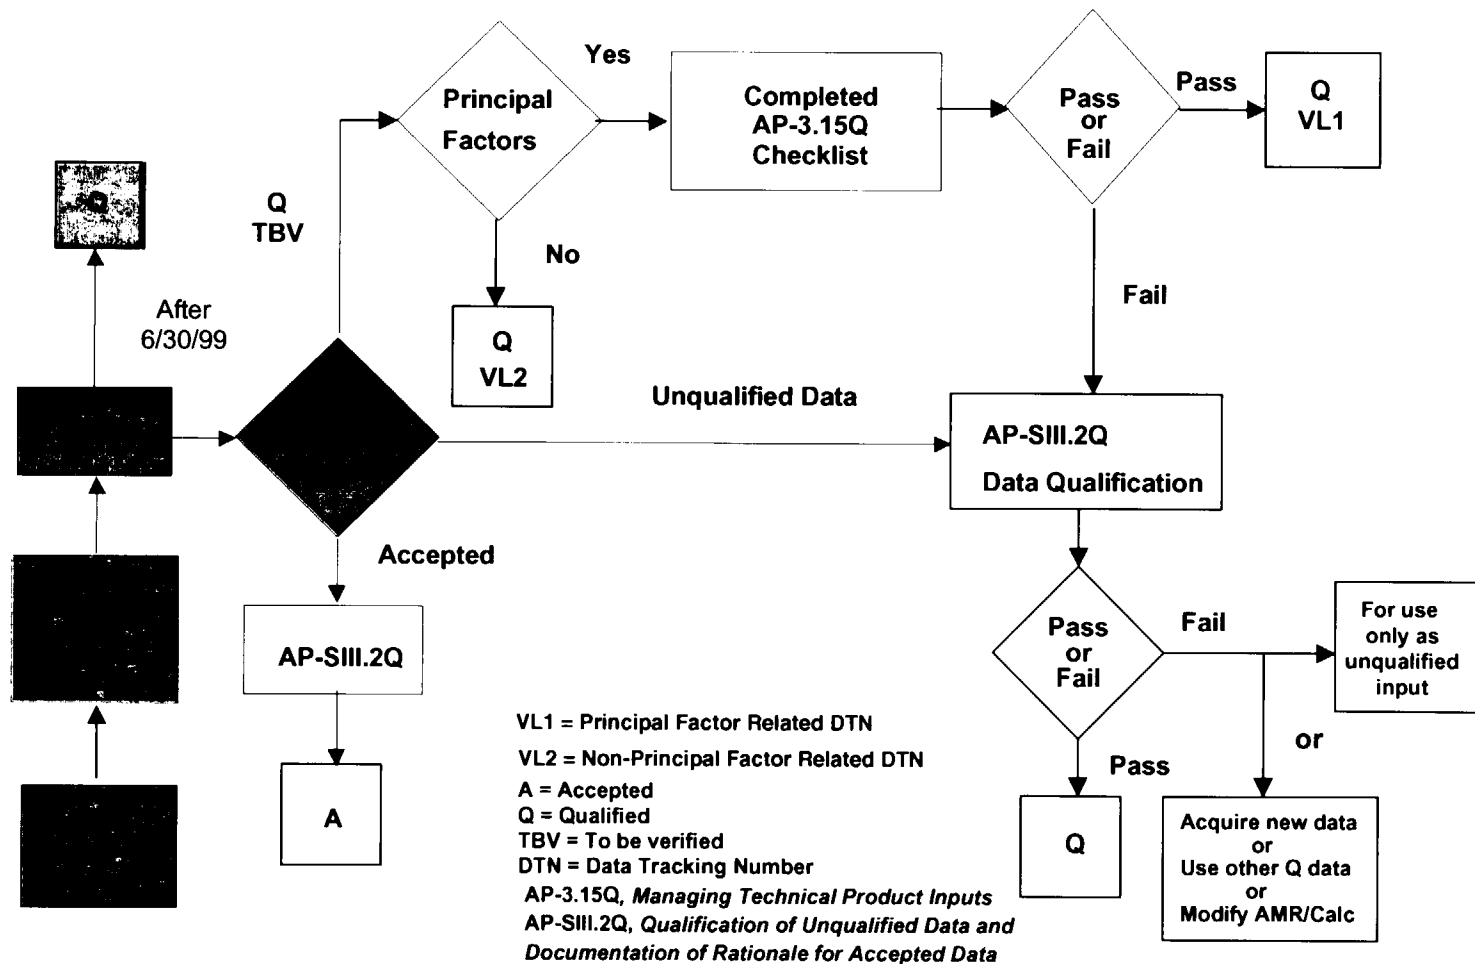 Principal
Factors
Yes
Completed
AP-3.15Q
Checklist
Pass
or
Fail
Pass
Q
VL1
Q
Q
TBV
No
Q
VL2
Fail
After
6/30/99
Unqualified Data
AP-SIII.2Q
Data Qualification
Accepted
AP-SIII.2Q
A
Pass
or
Fail
Fail
For use
only as
unqualified
input
or
Pass
Q
Acquire new data
or
Use other Q data
or
Modify AMR/Calc
VL1 = Principal Factor Related DTN
VL2 = Non-Principal Factor Related DTN
A = Accepted
Q = Qualified
TBV = To be verified
DTN = Data Tracking Number
AP-3.15Q, Managing Technical Product Inputs
AP-SIII.2Q, Qualification of Unqualified Data and
Documentation of Rationale for Accepted Data